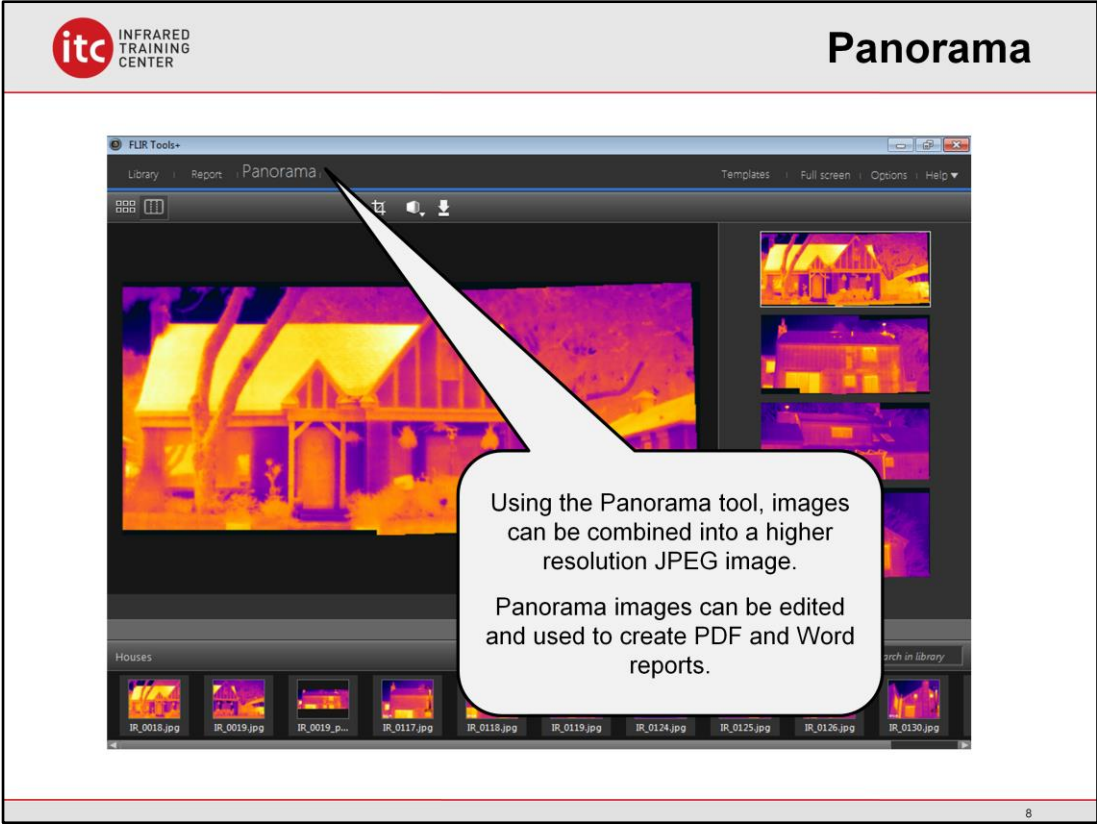 itc INFRARED
TRAINING
CENTER
Panorama
FLIR Tools+
Library Report Panorama Templates Full screen Options Help
Using the Panorama tool, images
can be combined into a higher
resolution JPEG image.
Panorama images can be edited
and used to create PDF and Word
reports.
Houses
in library
IR_0018.jpg IR_0019.jpg IR_0019_p... IR_0117.jpg IR_0118.jpg IR_0119.jpg IR_0124.jpg IR_0125.jpg IR_0126.jpg IR_0130.jpg
8